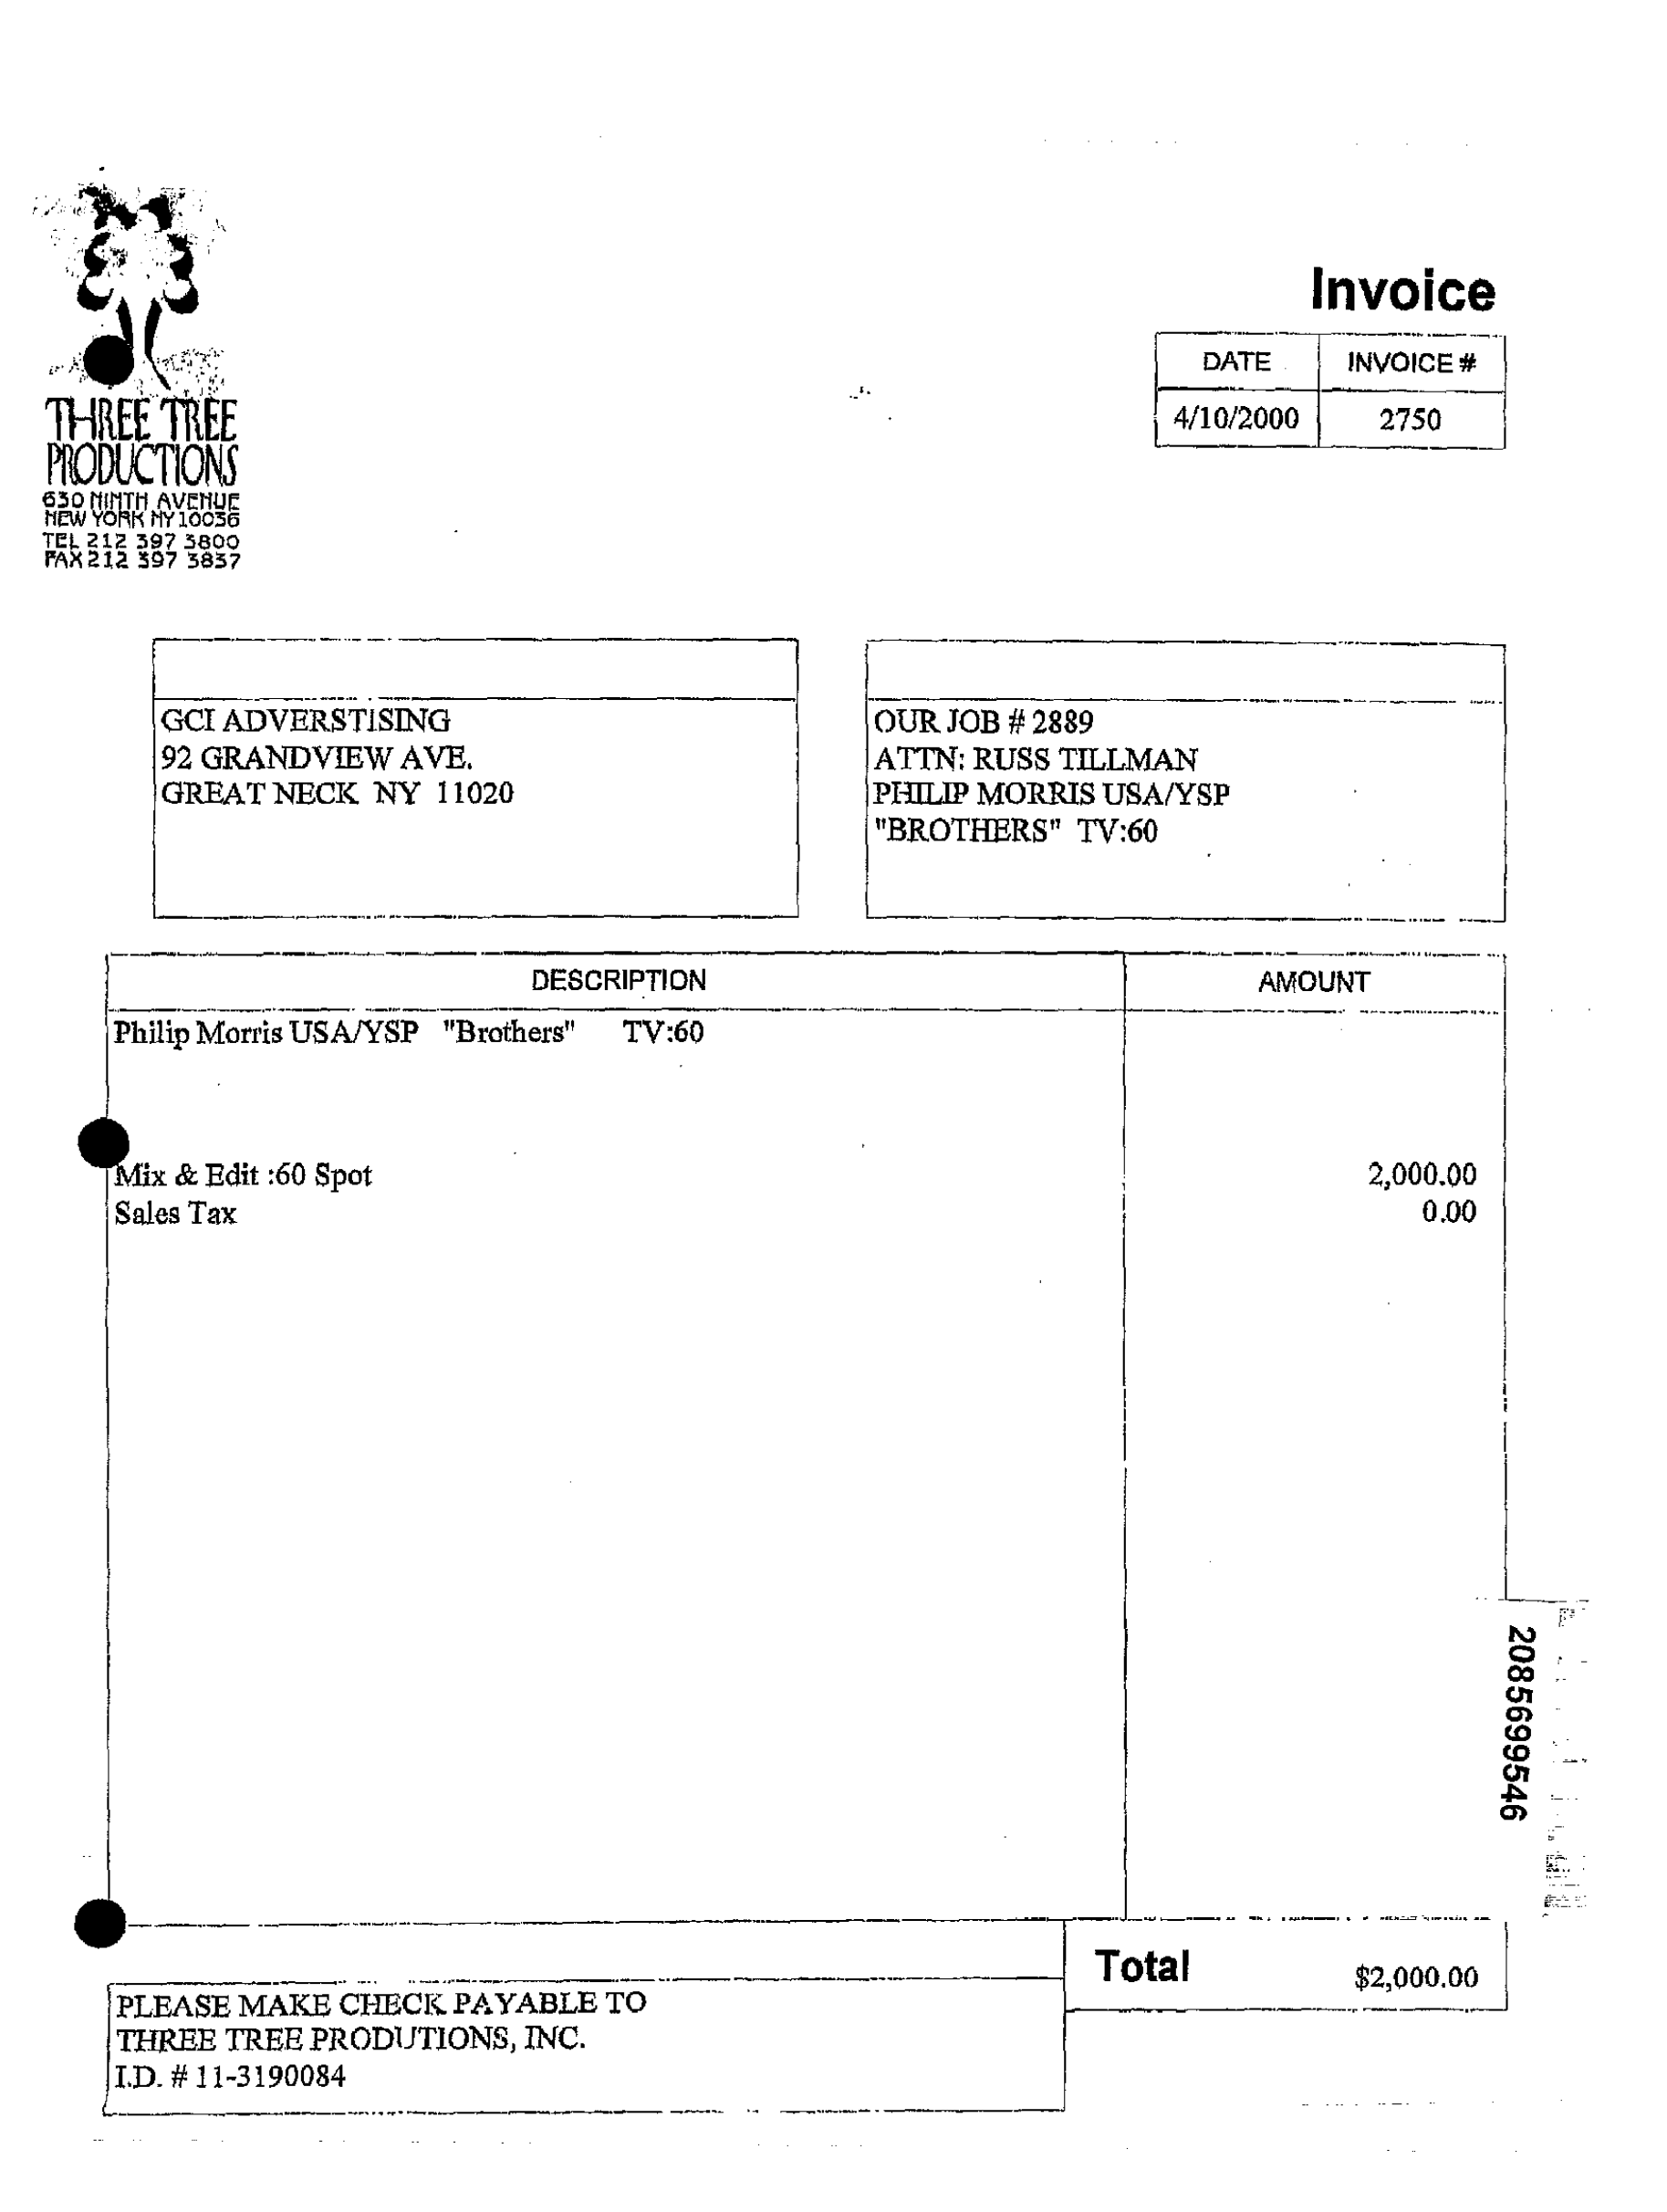 THREE TREE
PRODUCTIONS
630 NINTH AVENUE
NEW YORK NY 10036
TEL 212 397 3800
FAX 212 397 3837
Invoice
DATE INVOICE #
4/10/2000 2750
GCI ADVERSTISING
92 GRANDVIEW AVE.
GREAT NECK NY 11020
OUR JOB # 2889
ATTN: RUSS TILLMAN
PHILIP MORRIS USA/YSP
"BROTHERS" TV:60
DESCRIPTION AMOUNT
Philip Morris USA/YSP "Brothers" TV:60
Mix & Edit :60 Spot 2,000.00
Sales Tax 0.00
2085699546
Total $2,000.00
PLEASE MAKE CHECK PAYABLE TO
THREE TREE PRODUTIONS, INC.
I.D. # 11-3190084